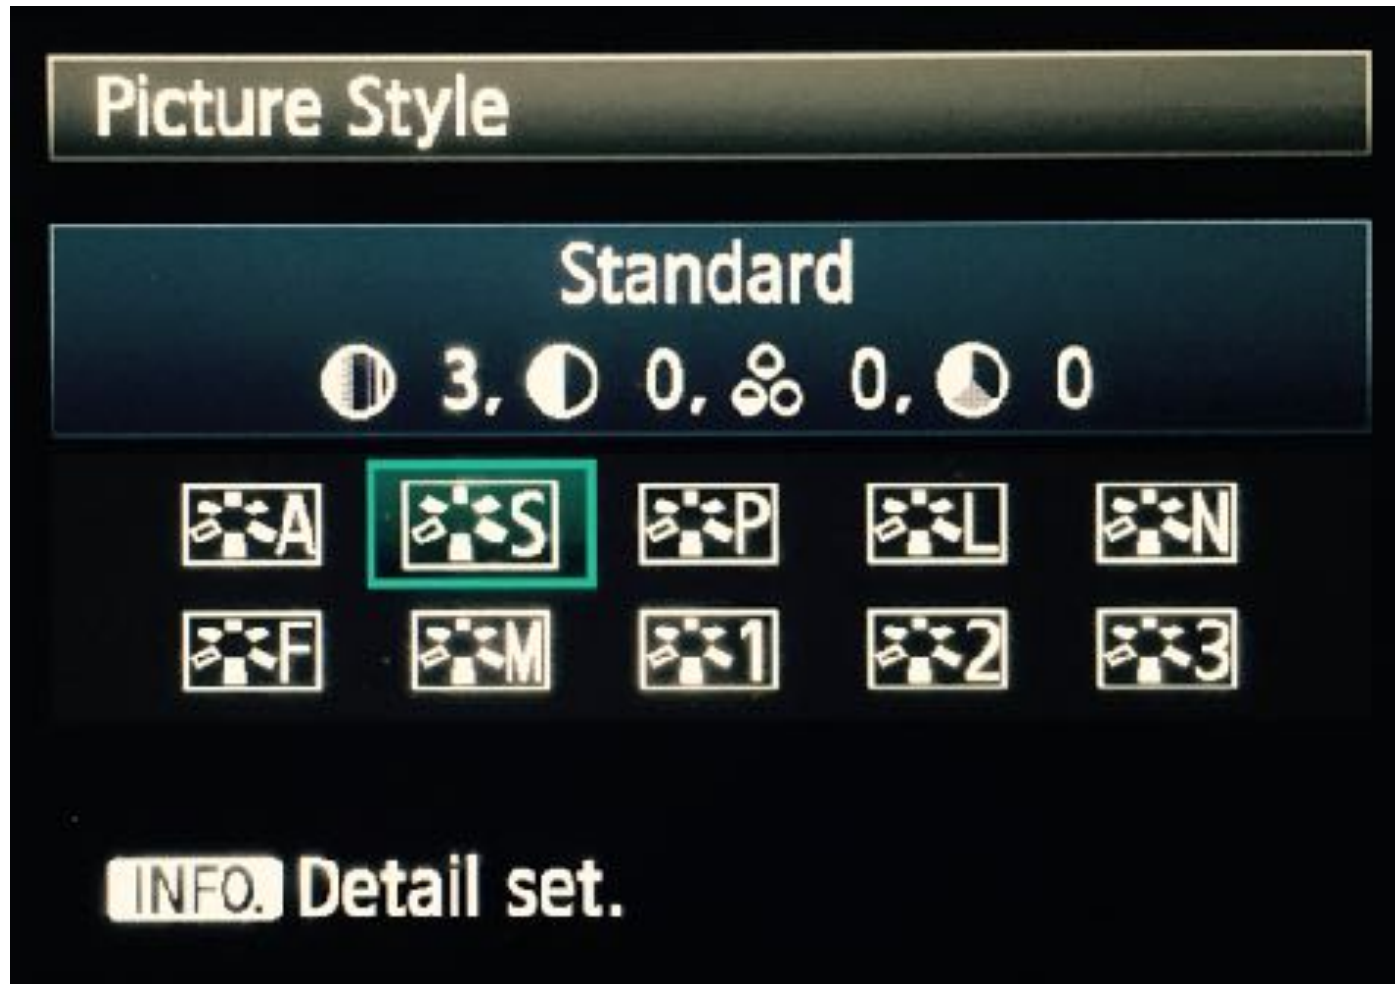 Picture Style
Standard
3, 0, 0, 0
A S P L N
F M 1 2 3
INFO. Detail set.